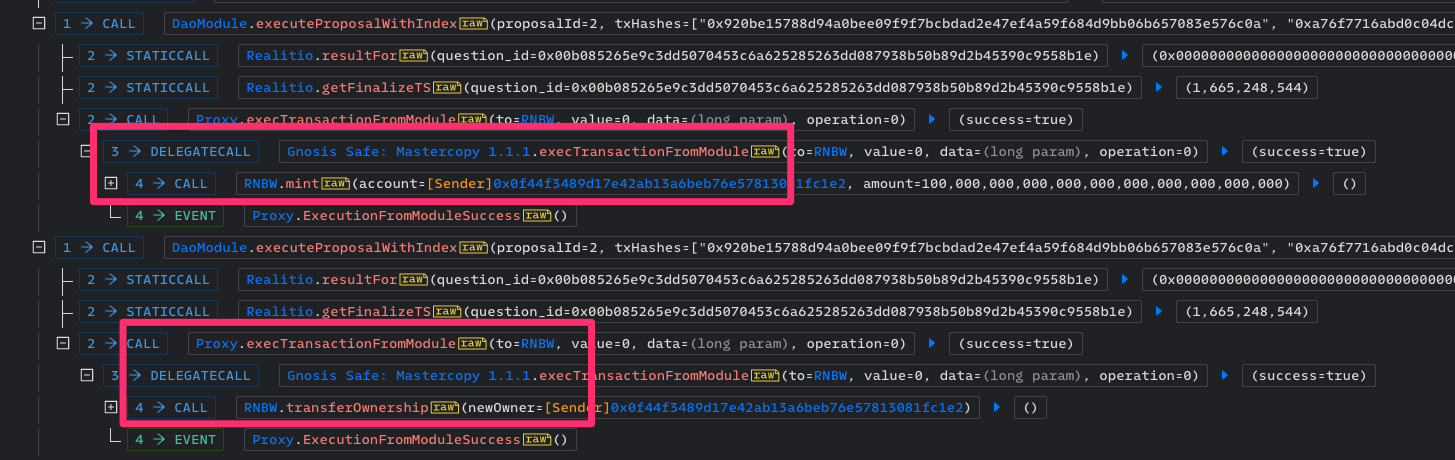 1 → CALL DaoModule.executeProposalWithIndex raw (proposalId=2, txHashes=["0x920be15788d94a0bee09f9f7bcbdad2e47ef4a59f684d9bb06b657083e576c0a", "0xa76f7716abd0c04dc
2 → STATICCALL Realitio.resultFor raw (question_id=0x00b085265e9c3dd5070453c6a625285263dd087938b50b89d2b45390c9558b1e) (0x000000000000000000000000000000000
2 → STATICCALL Realitio.getFinalizeTS raw (question_id=0x00b085265e9c3dd5070453c6a625285263dd087938b50b89d2b45390c9558b1e) (1,665,248,544)
2 → CALL Proxy.execTransactionFromModule raw (to=RNBW, value=0, data=(long param), operation=0) (success=true)
3 → DELEGATECALL Gnosis Safe: Mastercopy 1.1.1.execTransactionFromModule raw (to=RNBW, value=0, data=(long param), operation=0) (success=true)
4 → CALL RNBW.mint raw (account=[Sender]0x0f44f3489d17e42ab13a6beb76e57813081fc1e2, amount=100,000,000,000,000,000,000,000,000,000) ()
4 → EVENT Proxy.ExecutionFromModuleSuccess raw ()
1 → CALL DaoModule.executeProposalWithIndex raw (proposalId=2, txHashes=["0x920be15788d94a0bee09f9f7bcbdad2e47ef4a59f684d9bb06b657083e576c0a", "0xa76f7716abd0c04dc
2 → STATICCALL Realitio.resultFor raw (question_id=0x00b085265e9c3dd5070453c6a625285263dd087938b50b89d2b45390c9558b1e) (0x000000000000000000000000000000000
2 → STATICCALL Realitio.getFinalizeTS raw (question_id=0x00b085265e9c3dd5070453c6a625285263dd087938b50b89d2b45390c9558b1e) (1,665,248,544)
2 → CALL Proxy.execTransactionFromModule raw (to=RNBW, value=0, data=(long param), operation=0) (success=true)
3 → DELEGATECALL Gnosis Safe: Mastercopy 1.1.1.execTransactionFromModule raw (to=RNBW, value=0, data=(long param), operation=0) (success=true)
4 → CALL RNBW.transferOwnership raw (newOwner=[Sender]0x0f44f3489d17e42ab13a6beb76e57813081fc1e2) ()
4 → EVENT Proxy.ExecutionFromModuleSuccess raw ()